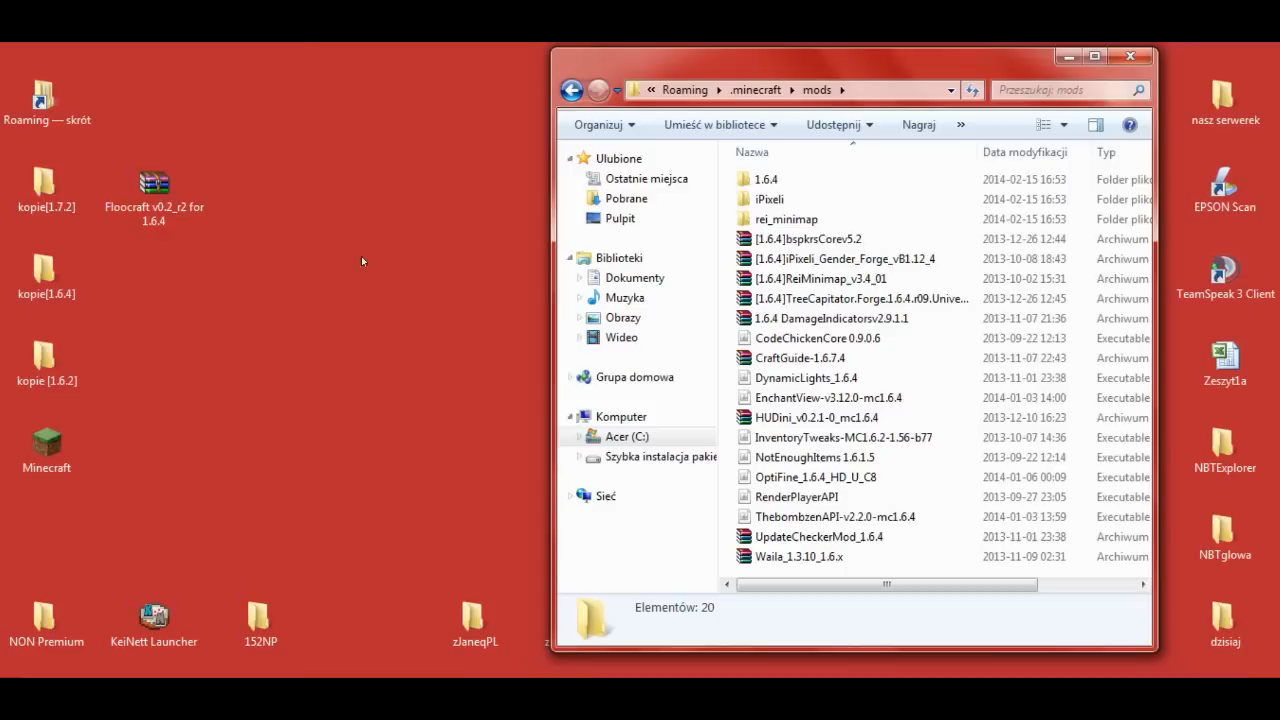 Roaming — skrót
kopie[1.7.2]
Floocraft v0.2_r2 for
1.6.4
kopie[1.6.4]
kopie [1.6.2]
Minecraft
NON Premium
KeiNett Launcher
152NP
zJaneqPL
« Roaming .minecraft mods
Przeszukaj: mods
Organizuj
Umieść w bibliotece
Udostępnij
Nagraj
»
Ulubione
Ostatnie miejsca
Pobrane
Pulpit
Biblioteki
Dokumenty
Muzyka
Obrazy
Wideo
Grupa domowa
Komputer
Acer (C:)
Szybka instalacja pakie
Sieć
Nazwa Data modyfikacji Typ
1.6.4 2014-02-15 16:53 Folder plikó
iPixeli 2014-02-15 16:53 Folder plikó
rei_minimap 2014-02-15 16:53 Folder plikó
[1.6.4]bspkrsCorev5.2 2013-12-26 12:44 Archiwum
[1.6.4]iPixeli_Gender_Forge_vB1.12_4 2013-10-08 18:43 Archiwum
[1.6.4]ReiMinimap_v3.4_01 2013-10-02 15:31 Archiwum
[1.6.4]TreeCapitator.Forge.1.6.4.r09.Unive... 2013-12-26 12:45 Archiwum
1.6.4 DamageIndicatorsv2.9.1.1 2013-11-07 21:36 Archiwum
CodeChickenCore 0.9.0.6 2013-09-22 12:13 Executable
CraftGuide-1.6.7.4 2013-11-07 22:43 Archiwum
DynamicLights_1.6.4 2013-11-01 23:38 Executable
EnchantView-v3.12.0-mc1.6.4 2014-01-03 14:00 Executable
HUDini_v0.2.1-0_mc1.6.4 2013-12-10 16:23 Archiwum
InventoryTweaks-MC1.6.2-1.56-b77 2013-10-07 14:36 Executable
NotEnoughItems 1.6.1.5 2013-09-22 12:14 Executable
OptiFine_1.6.4_HD_U_C8 2014-01-06 00:09 Executable
RenderPlayerAPI 2013-09-27 23:05 Executable
ThebombzenAPI-v2.2.0-mc1.6.4 2014-01-03 13:59 Executable
UpdateCheckerMod_1.6.4 2013-11-01 23:38 Archiwum
Waila_1.3.10_1.6.x 2013-11-09 02:31 Archiwum
Elementów: 20
nasz serwerek
EPSON Scan
TeamSpeak 3 Client
Zeszyt1a
NBTExplorer
NBTglowa
dzisiaj